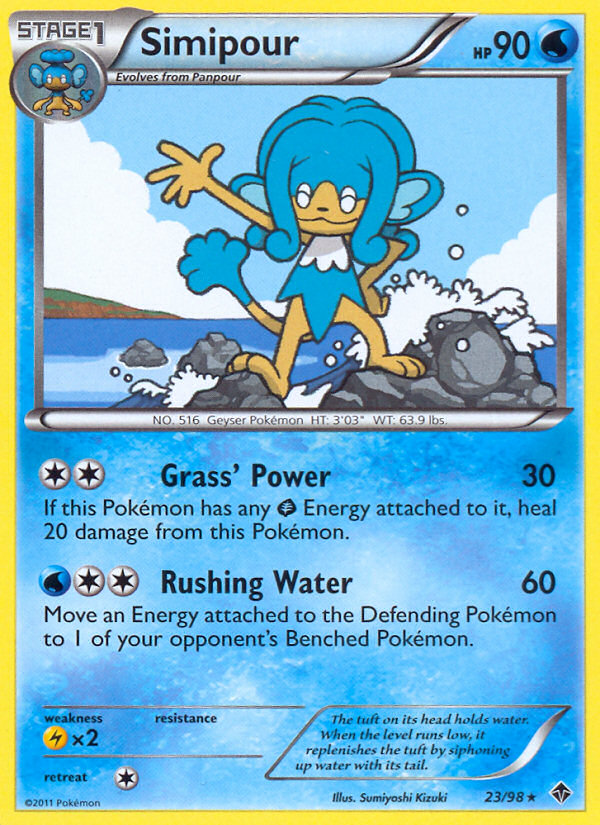 STAGE1
Simipour
HP 90
Evolves from Panpour
NO. 516 Geyser Pokémon HT: 3'03" WT: 63.9 lbs.
Grass' Power 30
If this Pokémon has any Energy attached to it, heal
20 damage from this Pokémon.
Rushing Water 60
Move an Energy attached to the Defending Pokémon
to 1 of your opponent's Benched Pokémon.
weakness resistance
×2
retreat
The tuft on its head holds water.
When the level runs low, it
replenishes the tuft by siphoning
up water with its tail.
©2011 Pokémon
Illus. Sumiyoshi Kizuki 23/98 ★